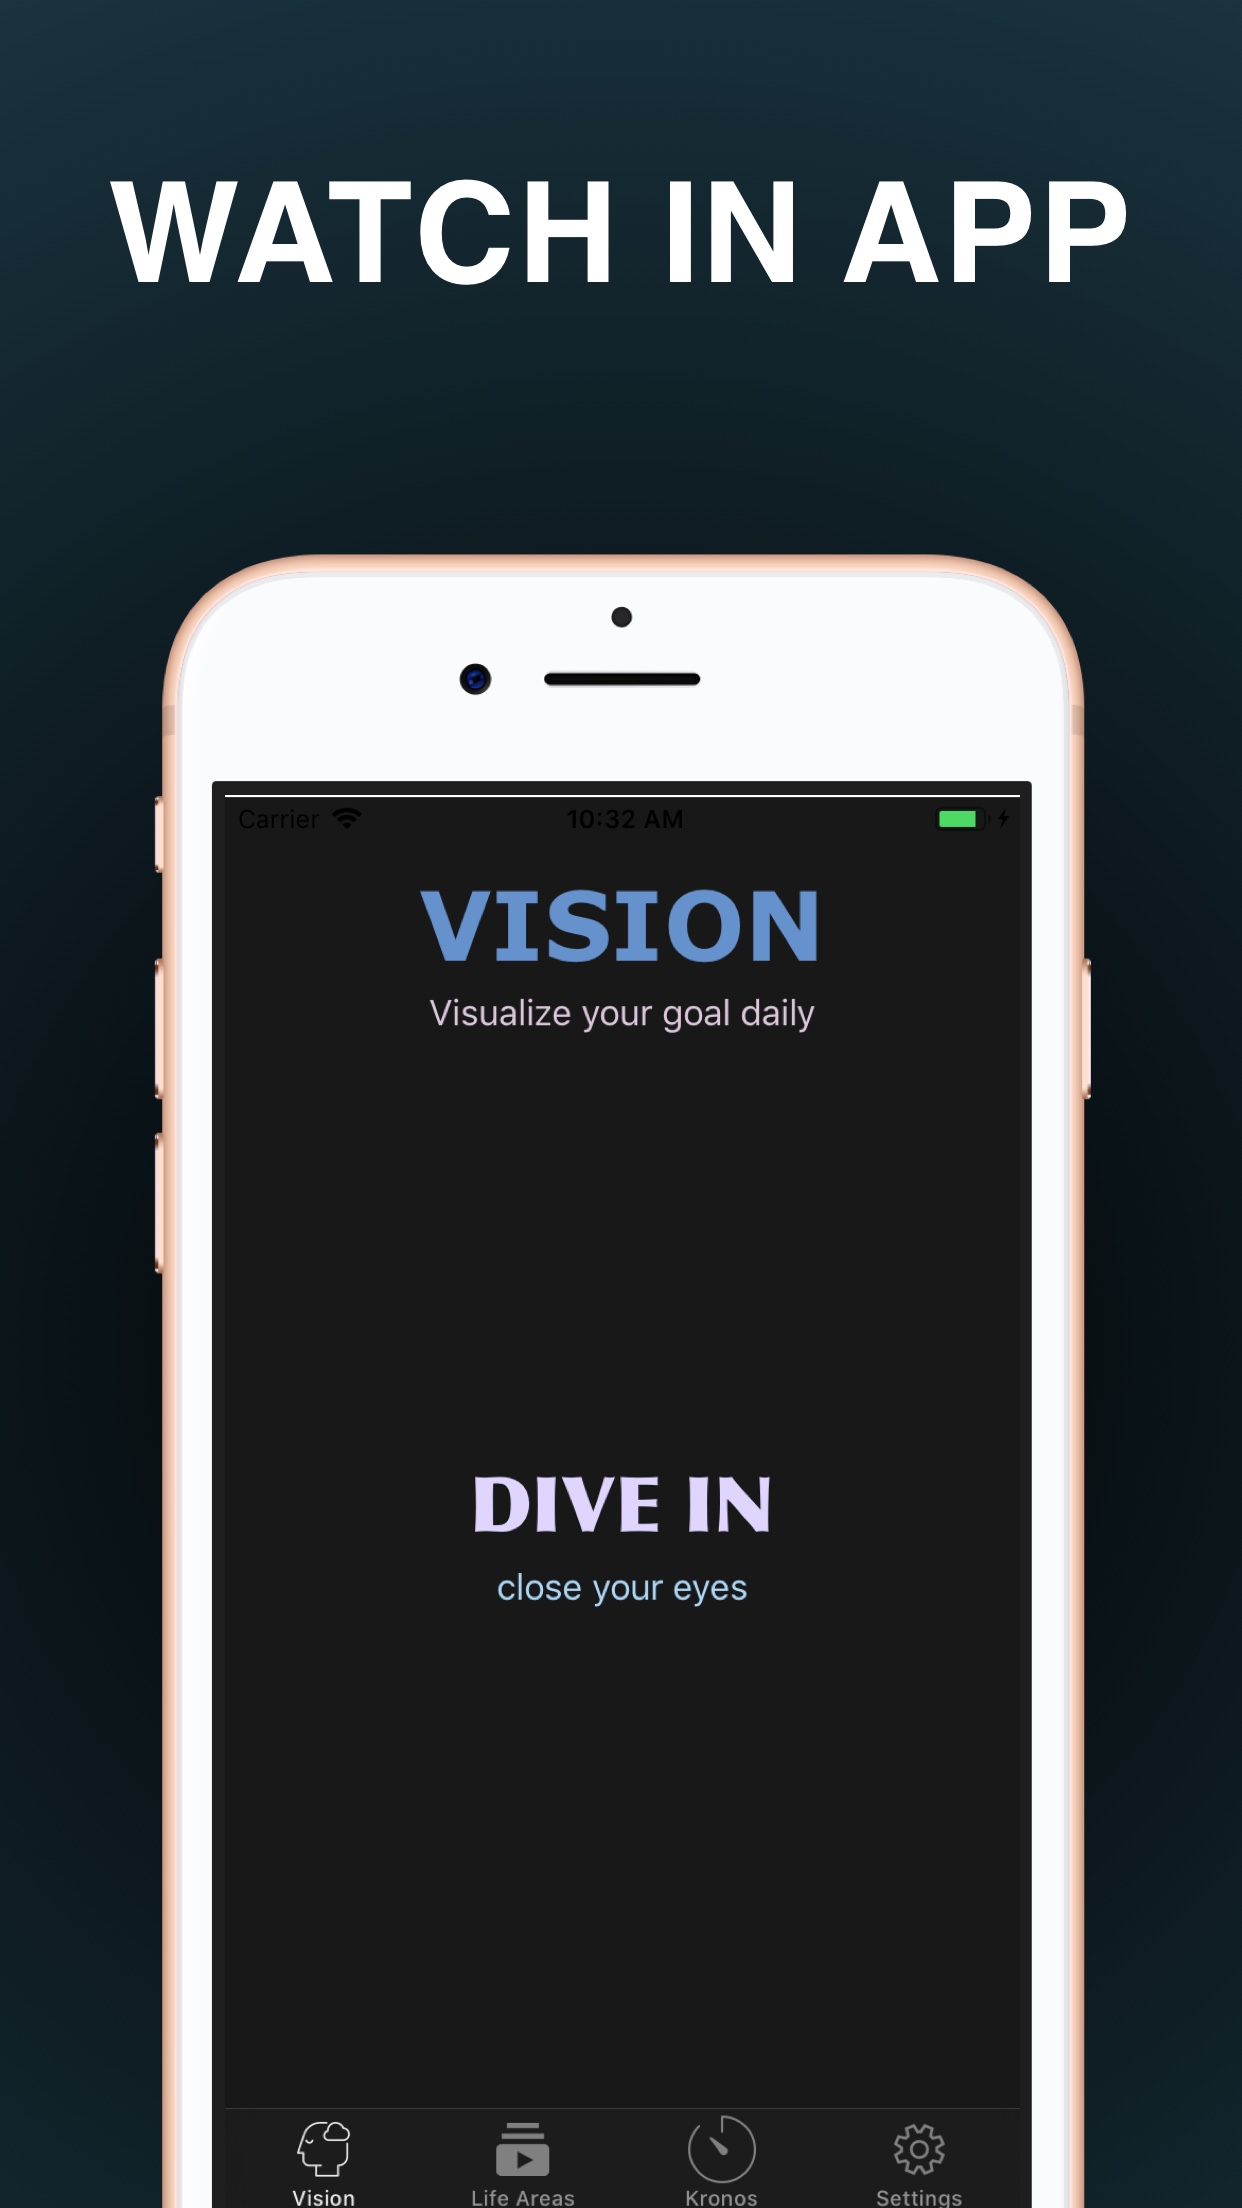 WATCH IN APP
Carrier 10:32 AM
VISION
Visualize your goal daily
DIVE IN
close your eyes
Vision Life Areas Kronos Settings